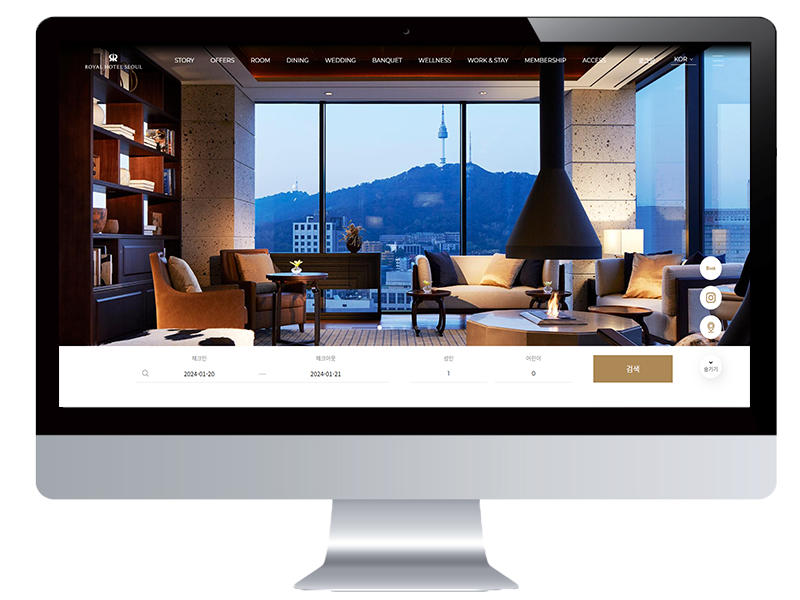 ROYAL HOTEL SEOUL
STORY OFFERS ROOM DINING WEDDING BANQUET WELLNESS WORK & STAY MEMBERSHIP ACCESS 로그인 KOR
Book
체크인 체크아웃 성인 어린이
2024-01-20 — 2024-01-21 1 0 검색
숨기기